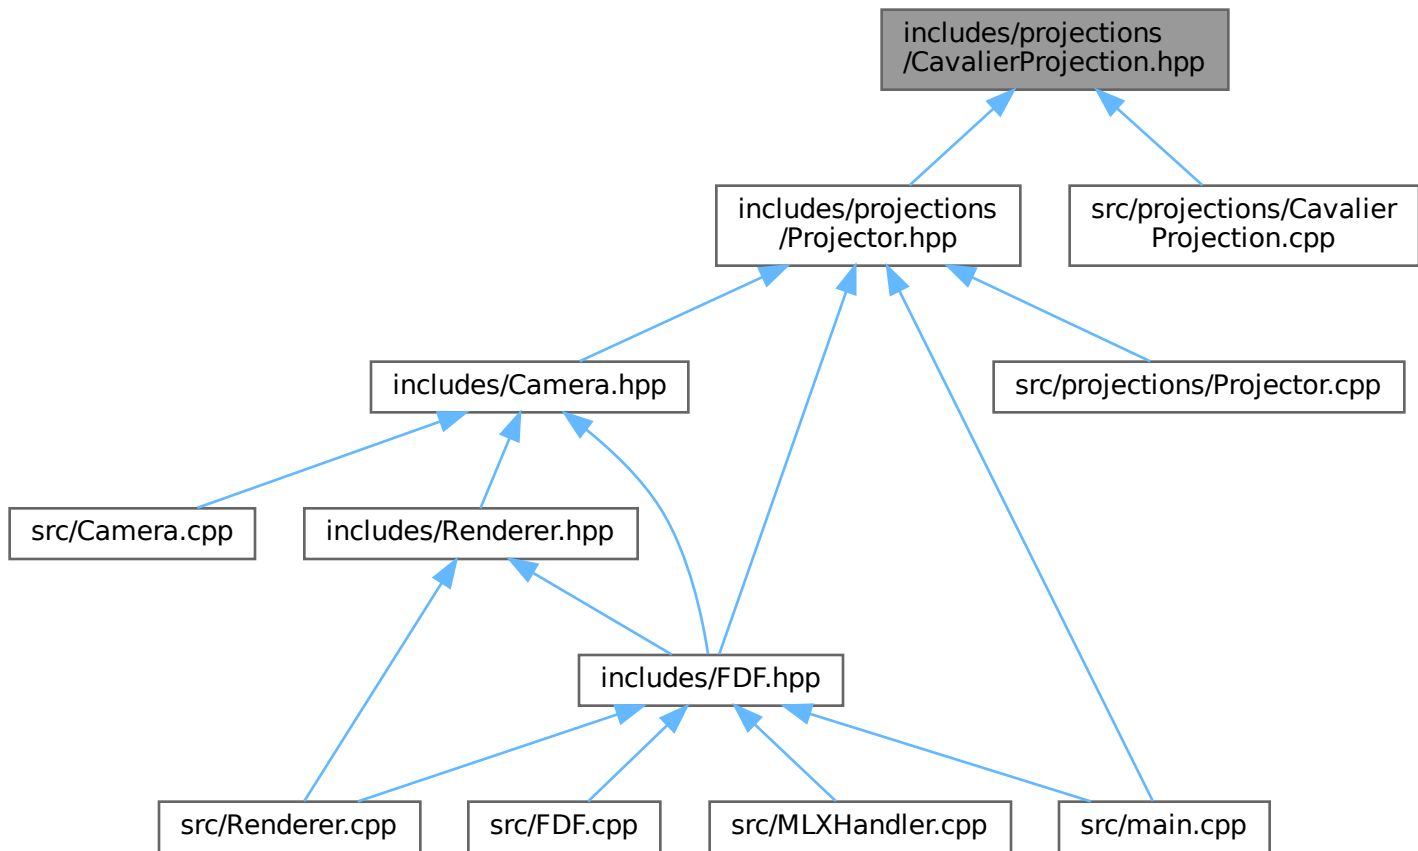 includes/projections
/CavalierProjection.hpp
includes/projections
/Projector.hpp
src/projections/Cavalier
Projection.cpp
includes/Camera.hpp
src/projections/Projector.cpp
src/Camera.cpp
includes/Renderer.hpp
includes/FDF.hpp
src/Renderer.cpp
src/FDF.cpp
src/MLXHandler.cpp
src/main.cpp